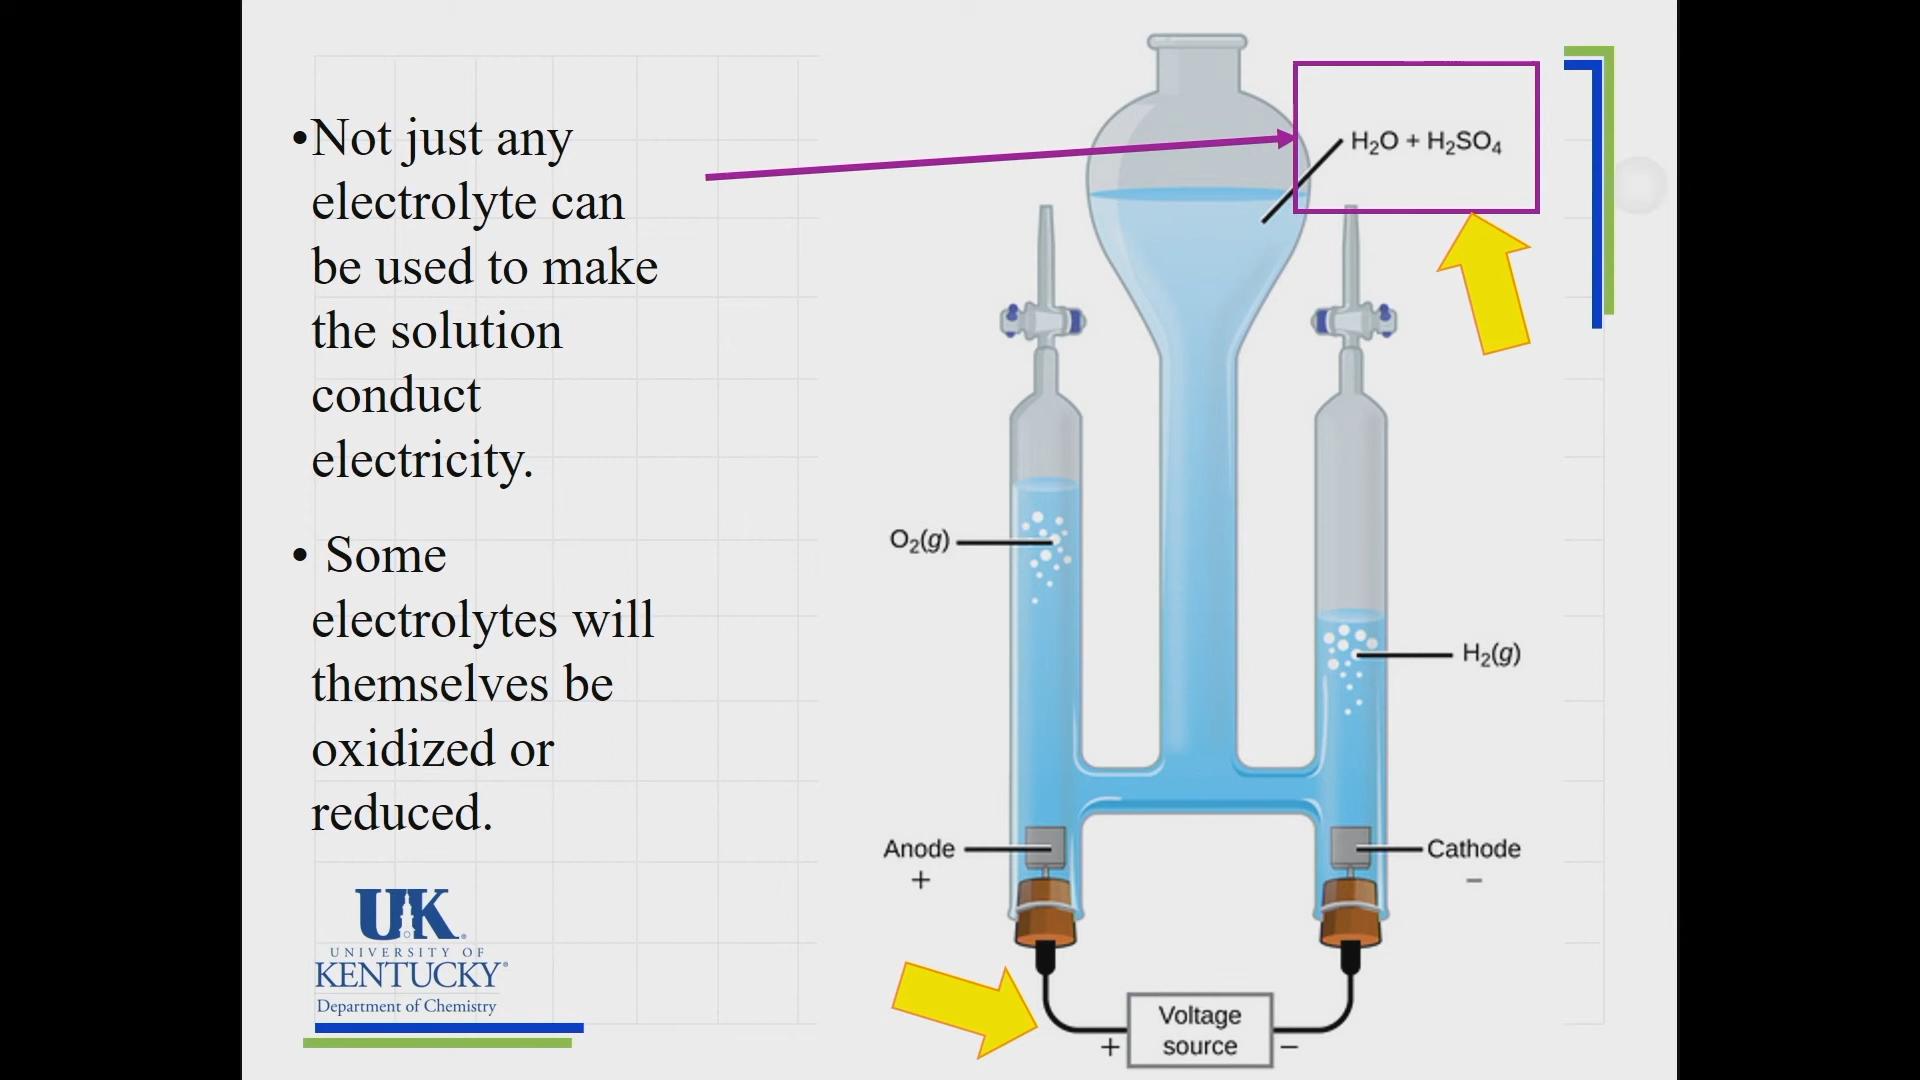 •Not just any
electrolyte can
be used to make
the solution
conduct
electricity.
• Some
electrolytes will
themselves be
oxidized or
reduced.
H₂O + H₂SO₄
O₂(g)
H₂(g)
Anode
+
Cathode
−
Voltage
source
+
−
UK®
UNIVERSITY OF
KENTUCKY®
Department of Chemistry